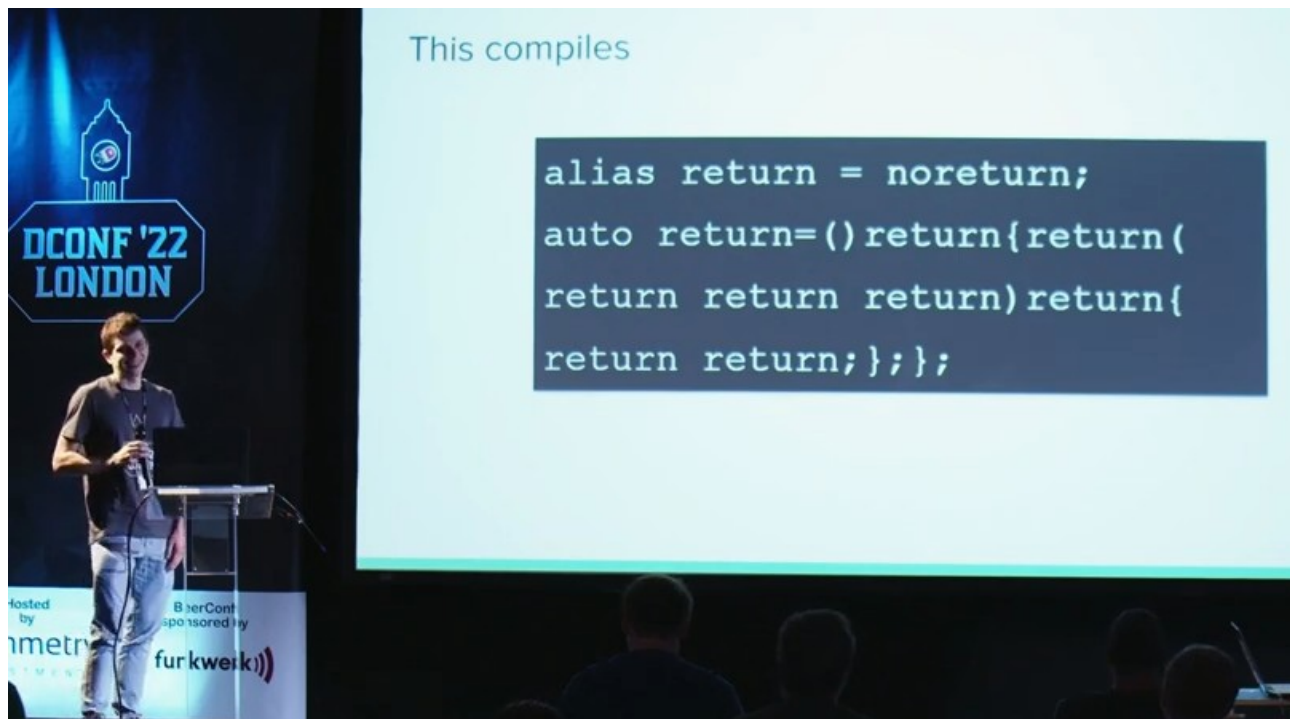 This compiles
alias return = noreturn;
auto return=()return{return(
return return return)return{
return return;};};
DCONF '22
LONDON
Hosted
by
BeerConf
sponsored by
funkwerk